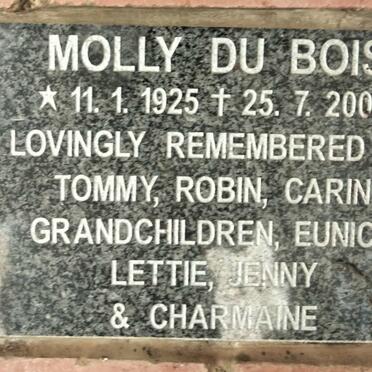 MOLLY DU BOIS
★ 11. 1. 1925 † 25. 7. 200
LOVINGLY REMEMBERED
TOMMY, ROBIN, CARIN
GRANDCHILDREN, EUNIC
LETTIE, JENNY
& CHARMAINE